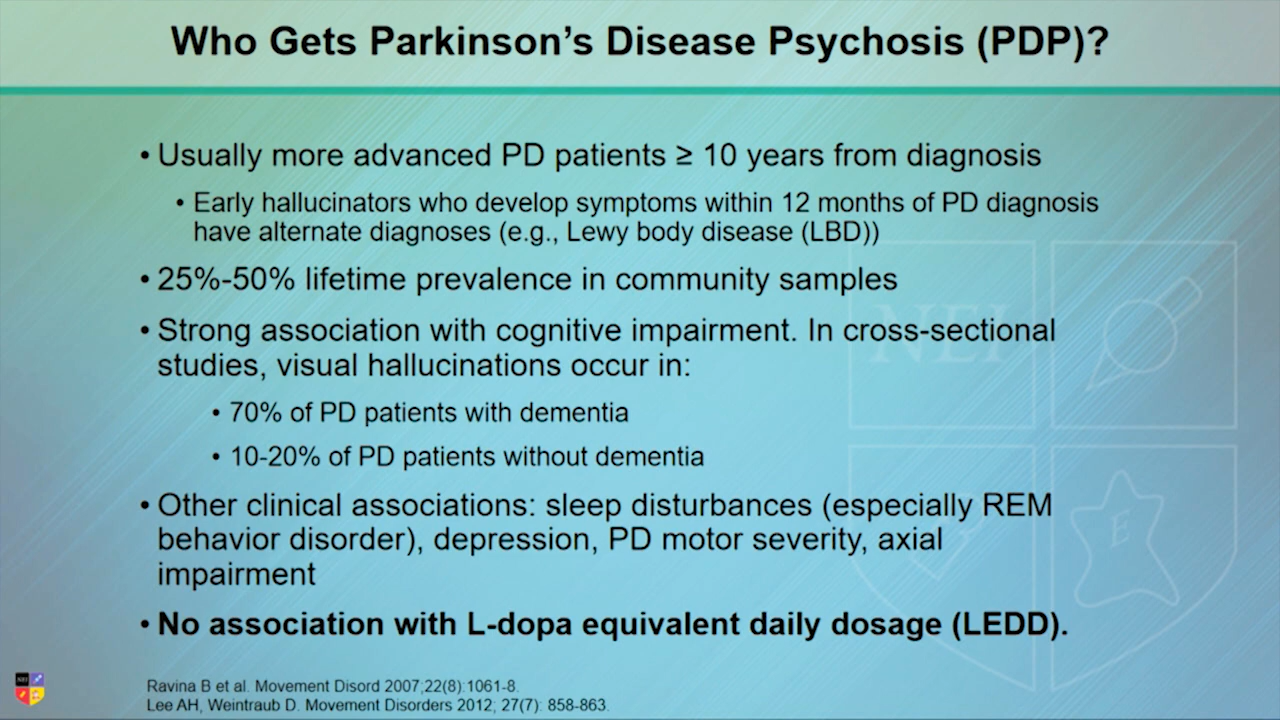 Who Gets Parkinson's Disease Psychosis (PDP)?
• Usually more advanced PD patients ≥ 10 years from diagnosis
• Early hallucinators who develop symptoms within 12 months of PD diagnosis
have alternate diagnoses (e.g., Lewy body disease (LBD))
• 25%-50% lifetime prevalence in community samples
• Strong association with cognitive impairment. In cross-sectional
studies, visual hallucinations occur in:
• 70% of PD patients with dementia
• 10-20% of PD patients without dementia
• Other clinical associations: sleep disturbances (especially REM
behavior disorder), depression, PD motor severity, axial
impairment
• No association with L-dopa equivalent daily dosage (LEDD).
Ravina B et al. Movement Disord 2007;22(8):1061-8.
Lee AH, Weintraub D. Movement Disorders 2012; 27(7): 858-863.
NEI
E
NEI